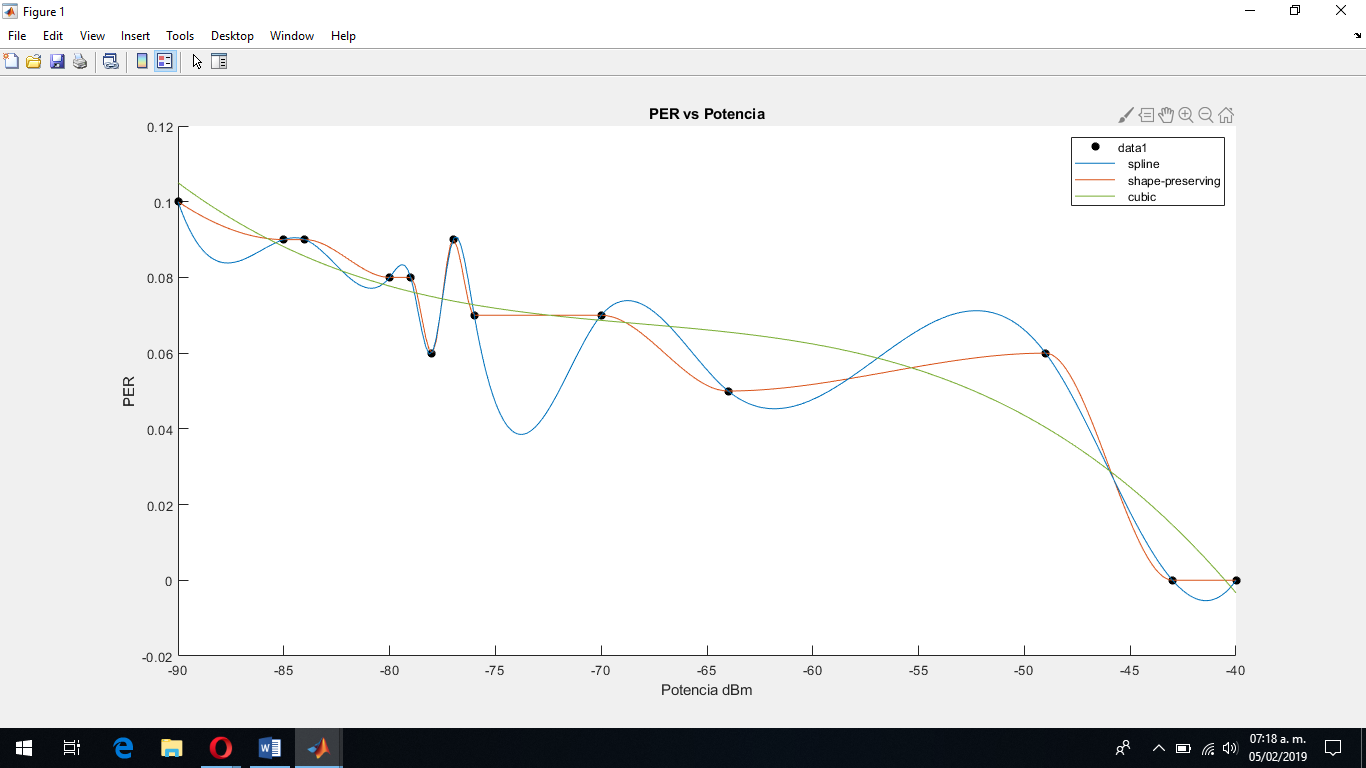 Figure 1
File Edit View Insert Tools Desktop Window Help
PER vs Potencia
data1
spline
shape-preserving
cubic
0.12
0.1
0.08
0.06
0.04
0.02
0
-0.02
PER
-90 -85 -80 -75 -70 -65 -60 -55 -50 -45 -40
Potencia dBm
07:18 a. m.
05/02/2019